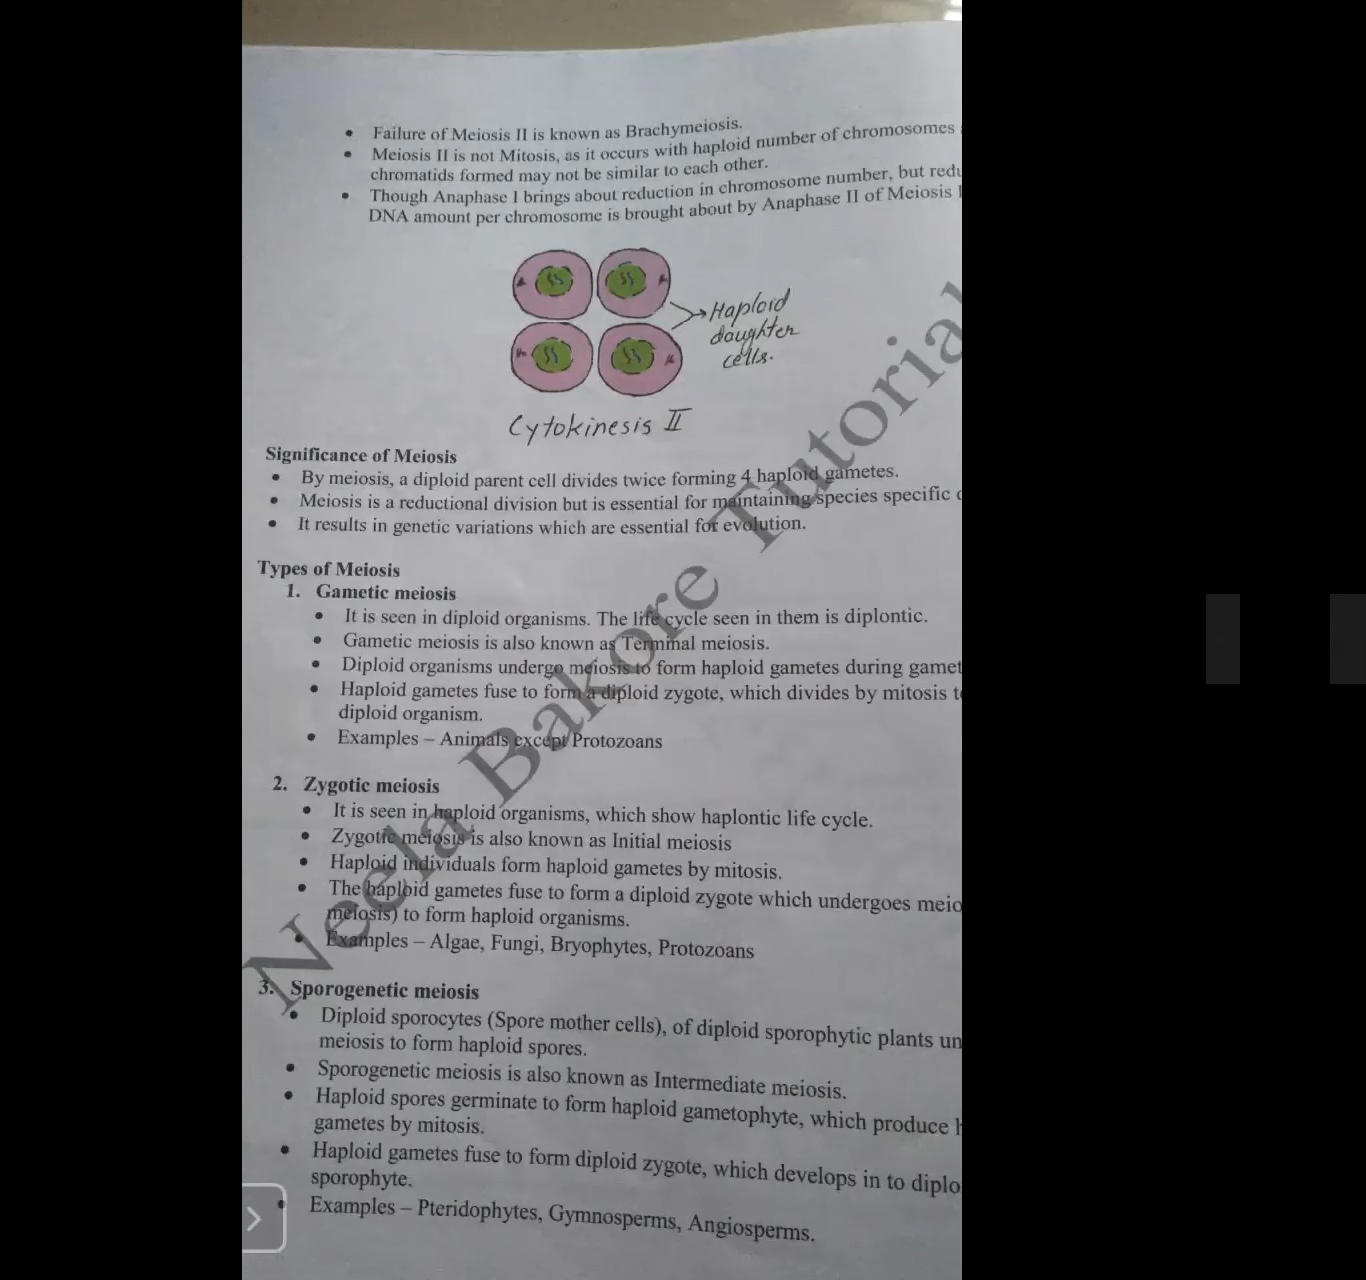 • Failure of Meiosis II is known as Brachymeiosis.
• Meiosis II is not Mitosis, as it occurs with haploid number of chromosomes
chromatids formed may not be similar to each other.
• Though Anaphase I brings about reduction in chromosome number, but
DNA amount per chromosome is brought about by Anaphase II of Meiosis
Haploid
daughter
cells.
Cytokinesis II
Significance of Meiosis
• By meiosis, a diploid parent cell divides twice forming 4 haploid gametes.
• Meiosis is a reductional division but is essential for maintaining species specific
• It results in genetic variations which are essential for evolution.
Types of Meiosis
1. Gametic meiosis
• It is seen in diploid organisms. The life cycle seen in them is diplontic.
• Gametic meiosis is also known as Terminal meiosis.
• Diploid organisms undergo meiosis to form haploid gametes during gamet
• Haploid gametes fuse to form a diploid zygote, which divides by mitosis
diploid organism.
• Examples – Animals except Protozoans
2. Zygotic meiosis
• It is seen in haploid organisms, which show haplontic life cycle.
• Zygotic meiosis is also known as Initial meiosis
• Haploid individuals form haploid gametes by mitosis.
• The haploid gametes fuse to form a diploid zygote which undergoes meio
meiosis) to form haploid organisms.
• Examples – Algae, Fungi, Bryophytes, Protozoans
3. Sporogenetic meiosis
• Diploid sporocytes (Spore mother cells), of diploid sporophytic plants un
meiosis to form haploid spores.
• Sporogenetic meiosis is also known as Intermediate meiosis.
• Haploid spores germinate to form haploid gametophyte, which produce
gametes by mitosis.
• Haploid gametes fuse to form diploid zygote, which develops in to diplo
sporophyte.
• Examples – Pteridophytes, Gymnosperms, Angiosperms.
Neela Bakore Tutorial